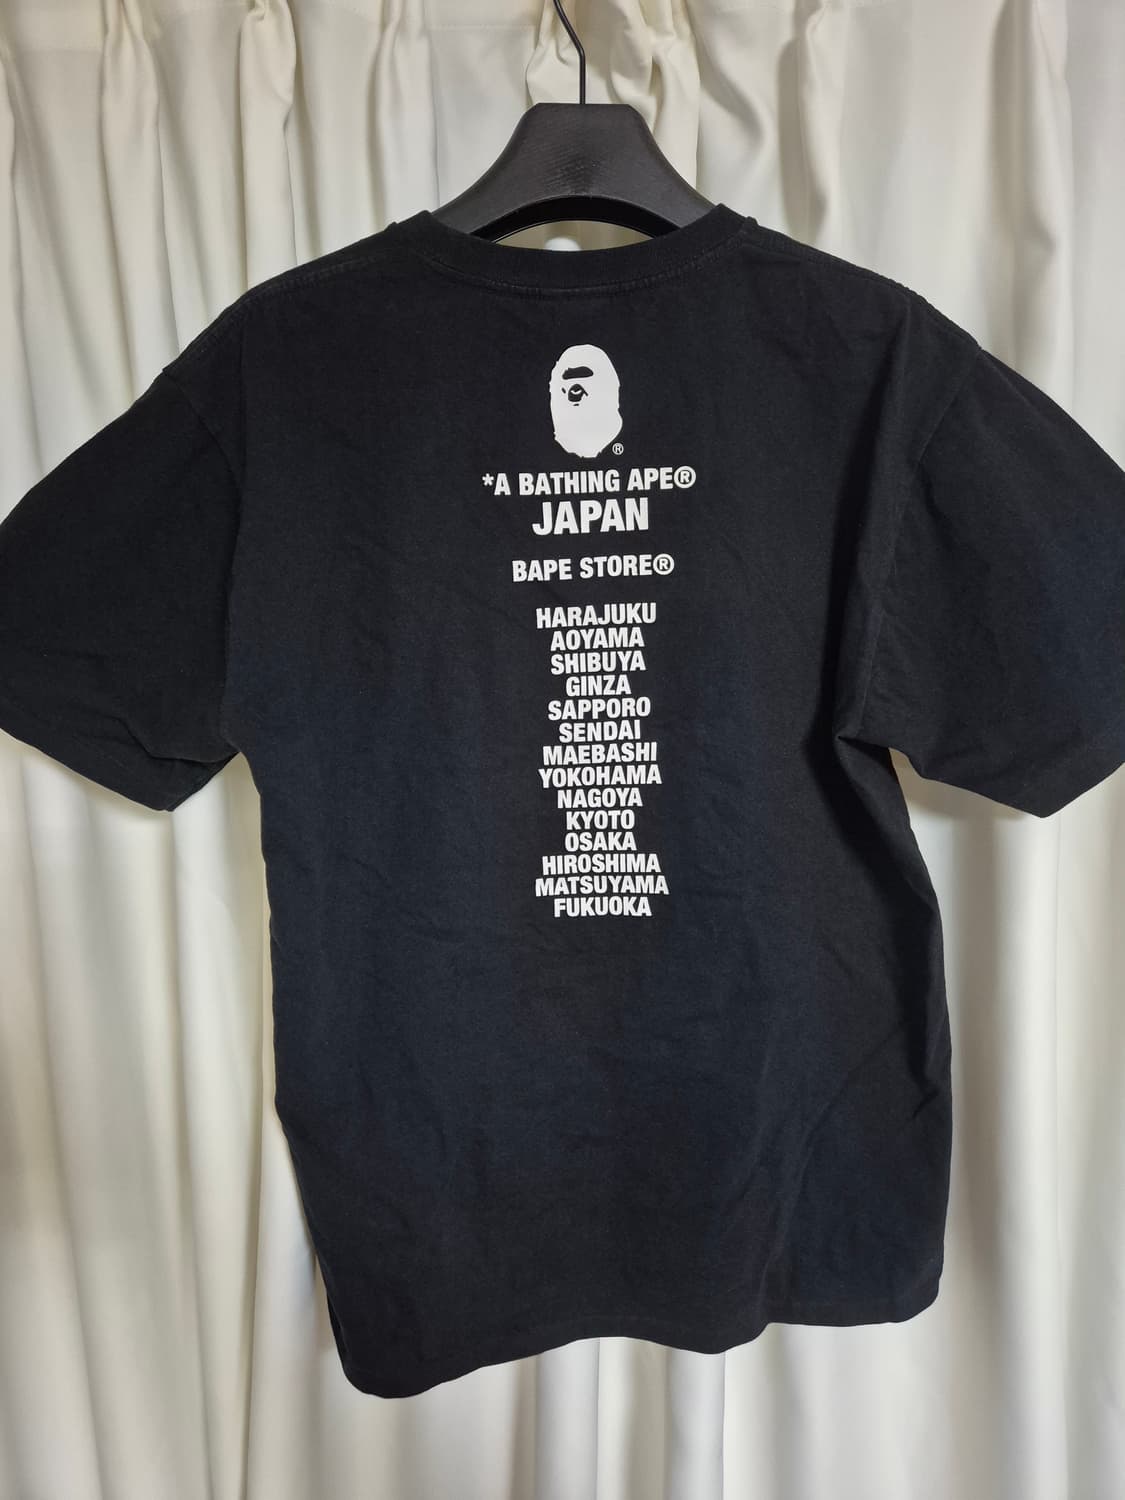 ®
*A BATHING APE®
JAPAN
BAPE STORE®
HARAJUKU
AOYAMA
SHIBUYA
GINZA
SAPPORO
SENDAI
MAEBASHI
YOKOHAMA
NAGOYA
KYOTO
OSAKA
HIROSHIMA
MATSUYAMA
FUKUOKA